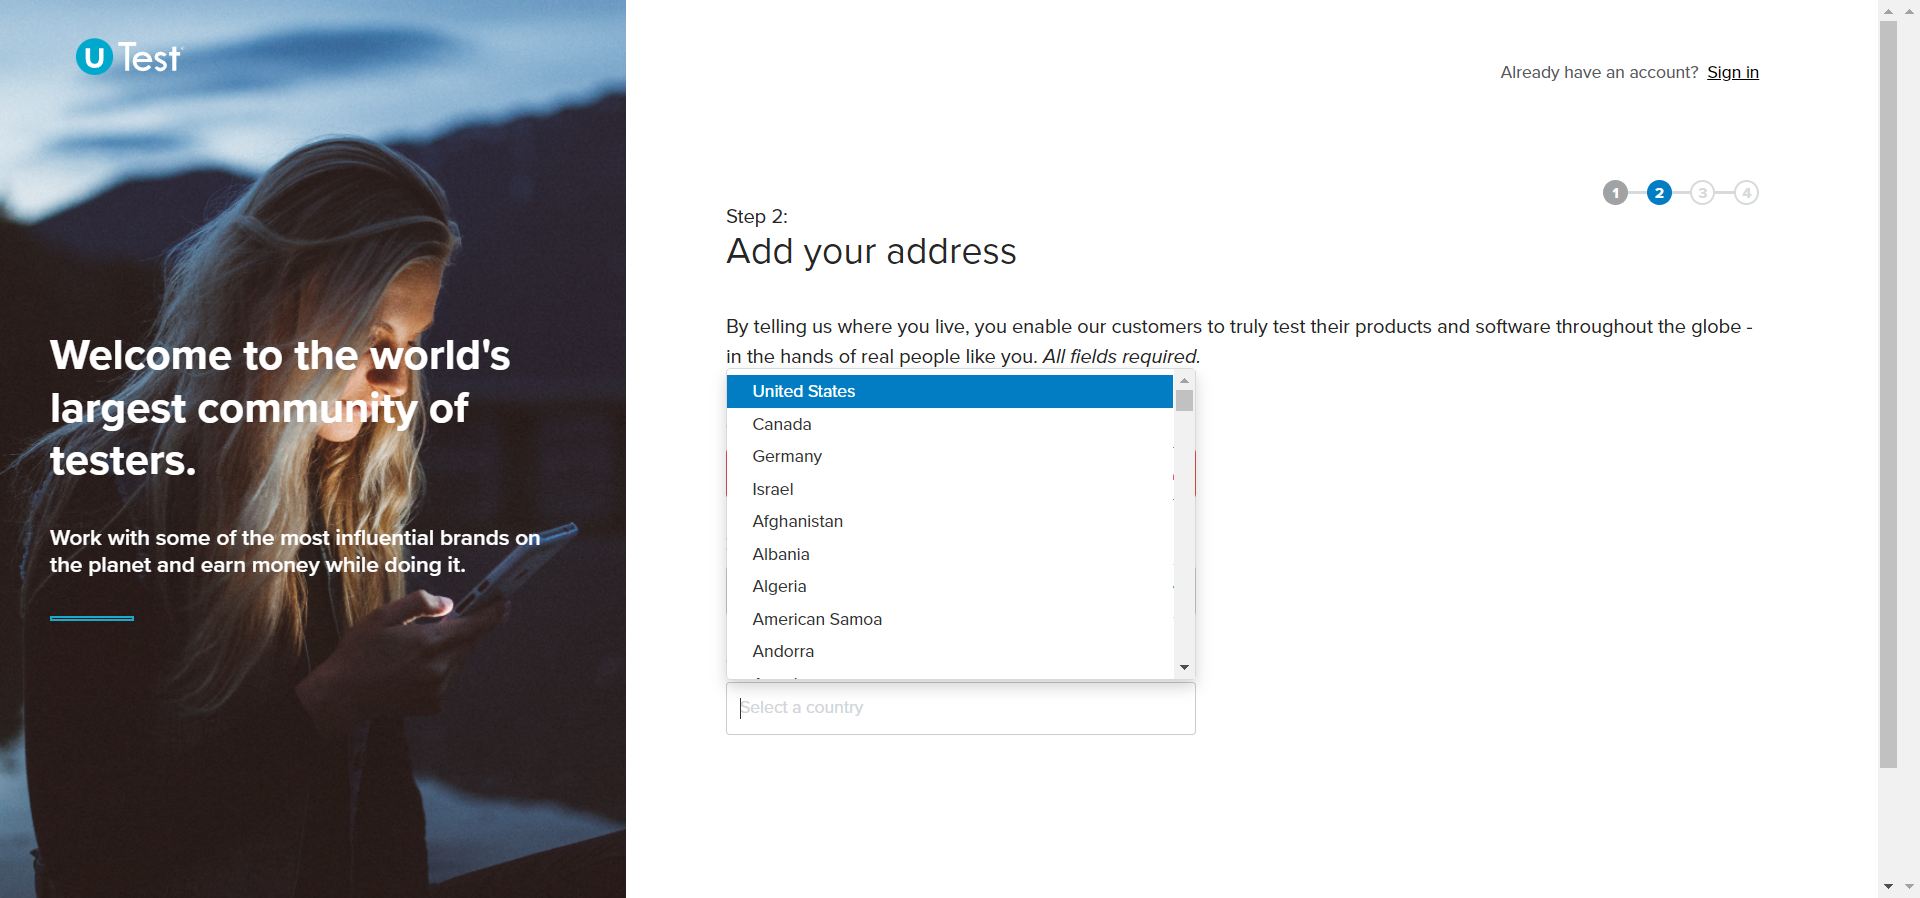 U Test
Already have an account? Sign in
1 2 3 4
Step 2:
Add your address
By telling us where you live, you enable our customers to truly test their products and software throughout the globe -
in the hands of real people like you. All fields required.
Welcome to the world's
largest community of
testers.
Work with some of the most influential brands on
the planet and earn money while doing it.
United States
Canada
Germany
Israel
Afghanistan
Albania
Algeria
American Samoa
Andorra
Select a country